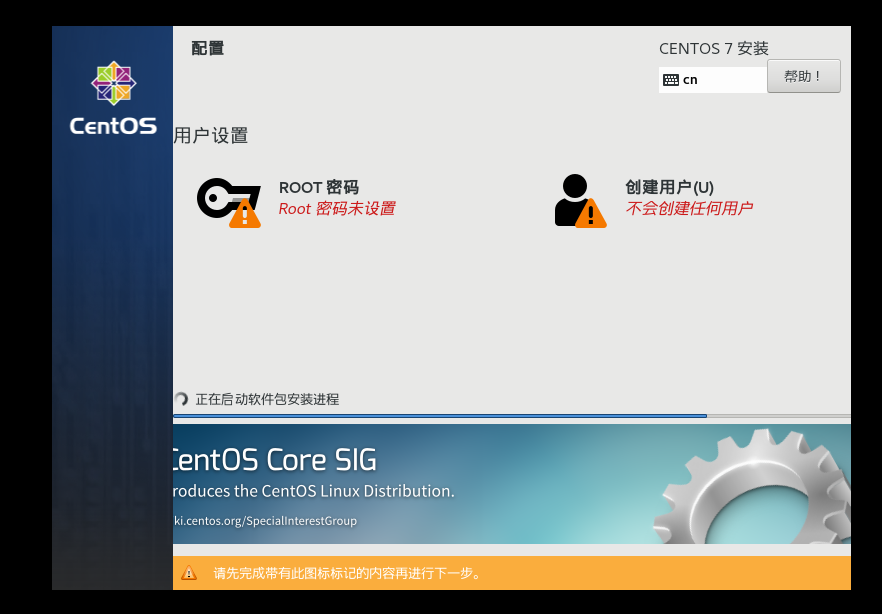 配置
CENTOS 7 安装
CentOS
cn
帮助！
用户设置
ROOT 密码
Root 密码未设置
创建用户(U)
不会创建任何用户
正在启动软件包安装进程
CentOS Core SIG
roduces the CentOS Linux Distribution.
ki.centos.org/SpecialInterestGroup
请先完成带有此图标标记的内容再进行下一步。